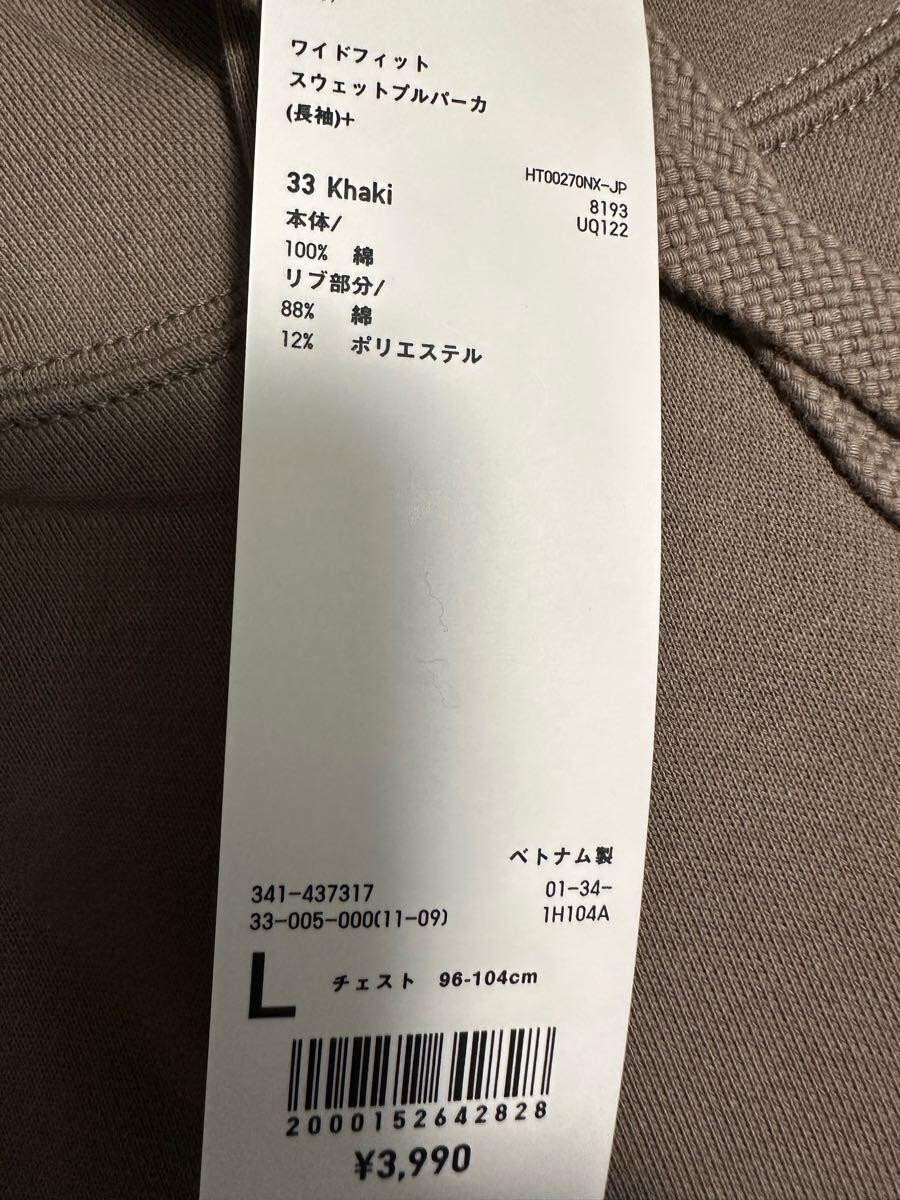 ワイドフィット
スウェットプルパーカ
(長袖)+
33 Khaki
HT00270NX-JP
8193
UQ122
本体/
100% 綿
リブ部分/
88% 綿
12% ポリエステル
ベトナム製
341-437317
01-34-
33-005-000(11-09)
1H104A
L チェスト 96-104cm
2000152642828
¥3,990